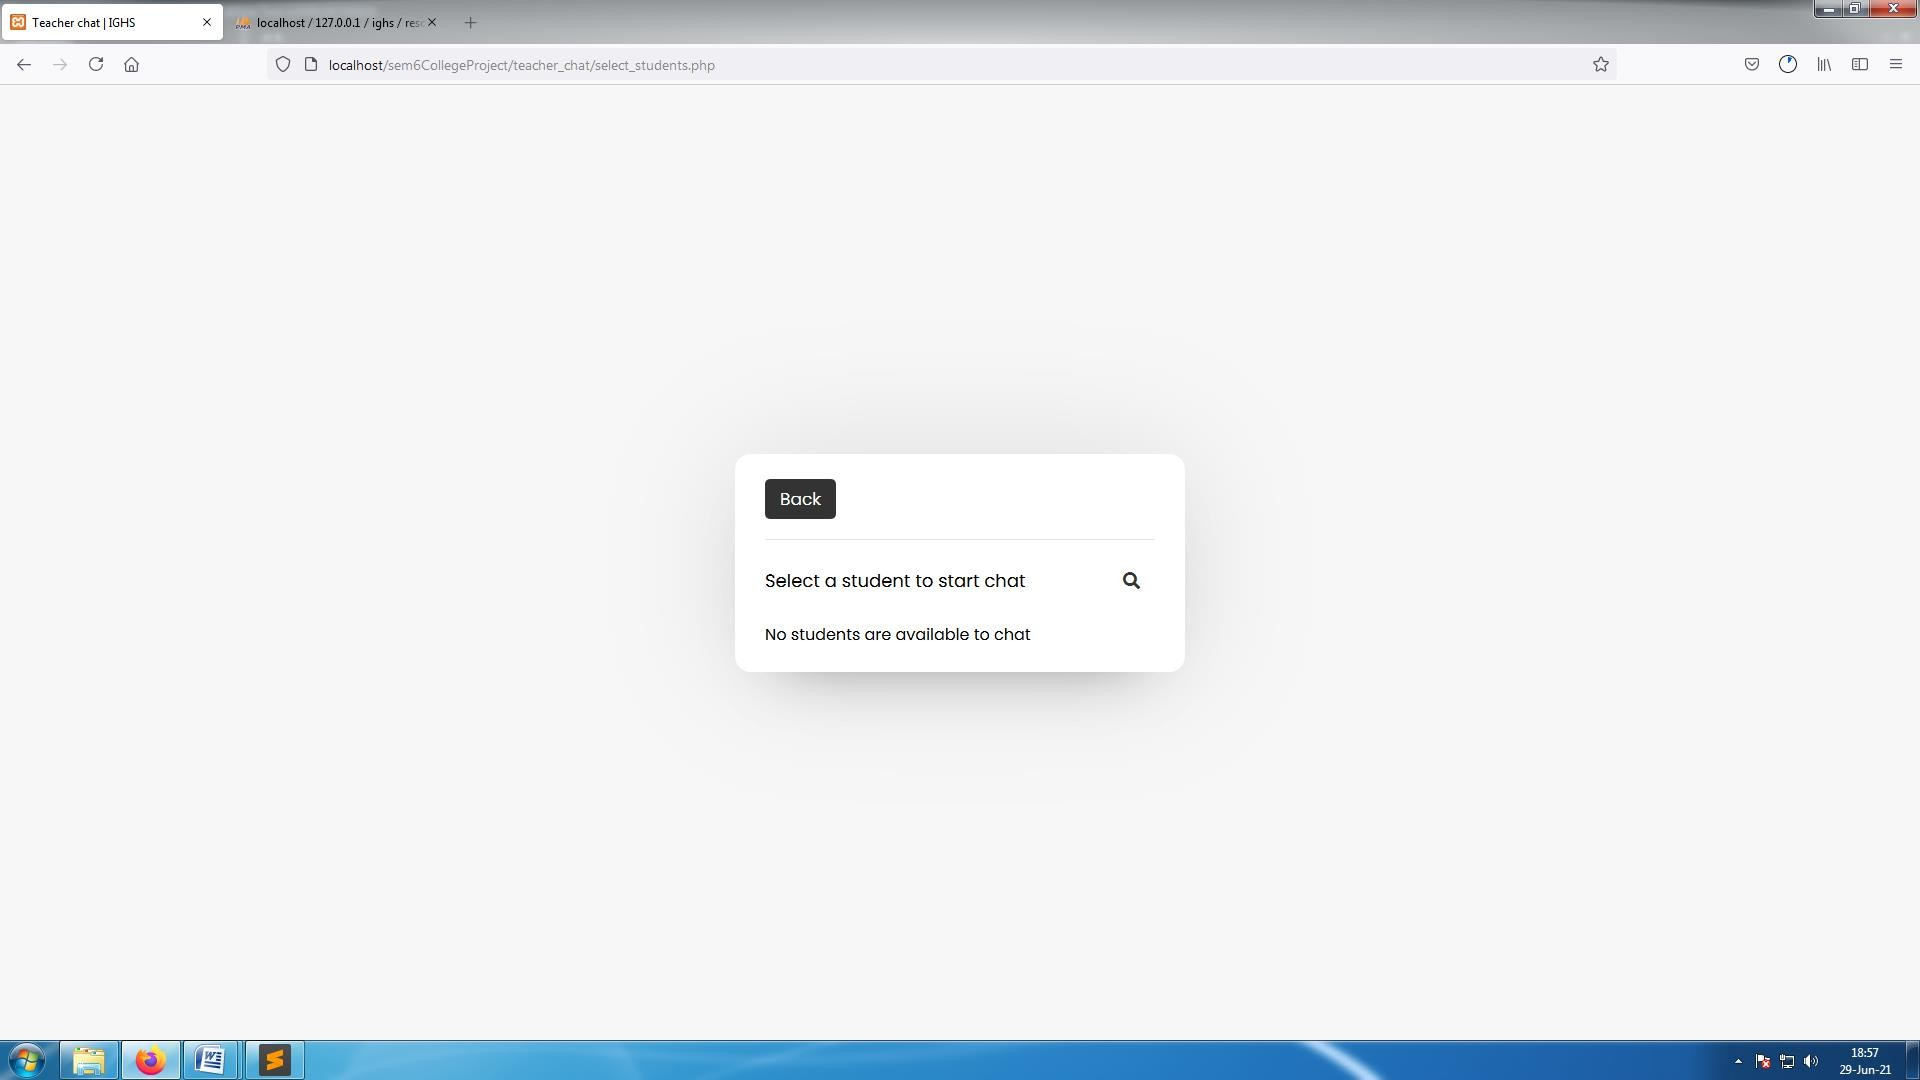 Teacher chat | IGHS
localhost / 127.0.0.1 / ighs / res
localhost/sem6CollegeProject/teacher_chat/select_students.php
Back
Select a student to start chat
No students are available to chat
18:57
29-Jun-21